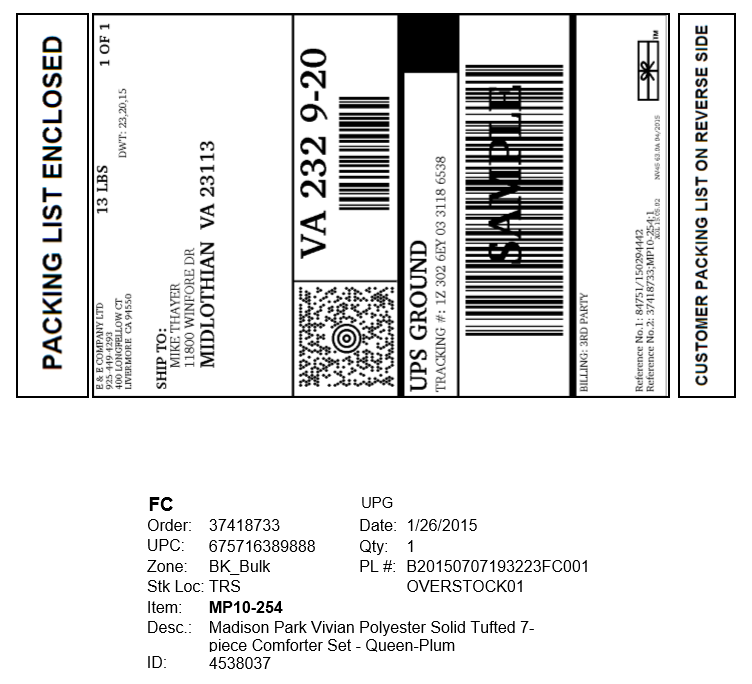 PACKING LIST ENCLOSED
E & E COMPANY LTD
925-449-4293
400 LONGFELLOW CT
LIVERMORE CA 94550
13 LBS
1 OF 1
DWT: 23,20,15
SHIP TO:
MIKE THAYER
11800 WINFORE DR
MIDLOTHIAN VA 23113
VA 232 9-20
UPS GROUND
TRACKING #: 1Z 302 6EY 03 3118 6538
SAMPLE
BILLING: 3RD PARTY
Reference No.1: 84751/150294442
Reference No.2: 37418733;MP10-254;1
XOL 15.05.02
NV45 63.0A 04/2015
TM
CUSTOMER PACKING LIST ON REVERSE SIDE
FC UPG
Order: 37418733 Date: 1/26/2015
UPC: 675716389888 Qty: 1
Zone: BK_Bulk PL #: B20150707193223FC001
Stk Loc: TRS OVERSTOCK01
Item: MP10-254
Desc.: Madison Park Vivian Polyester Solid Tufted 7-
piece Comforter Set - Queen-Plum
ID: 4538037